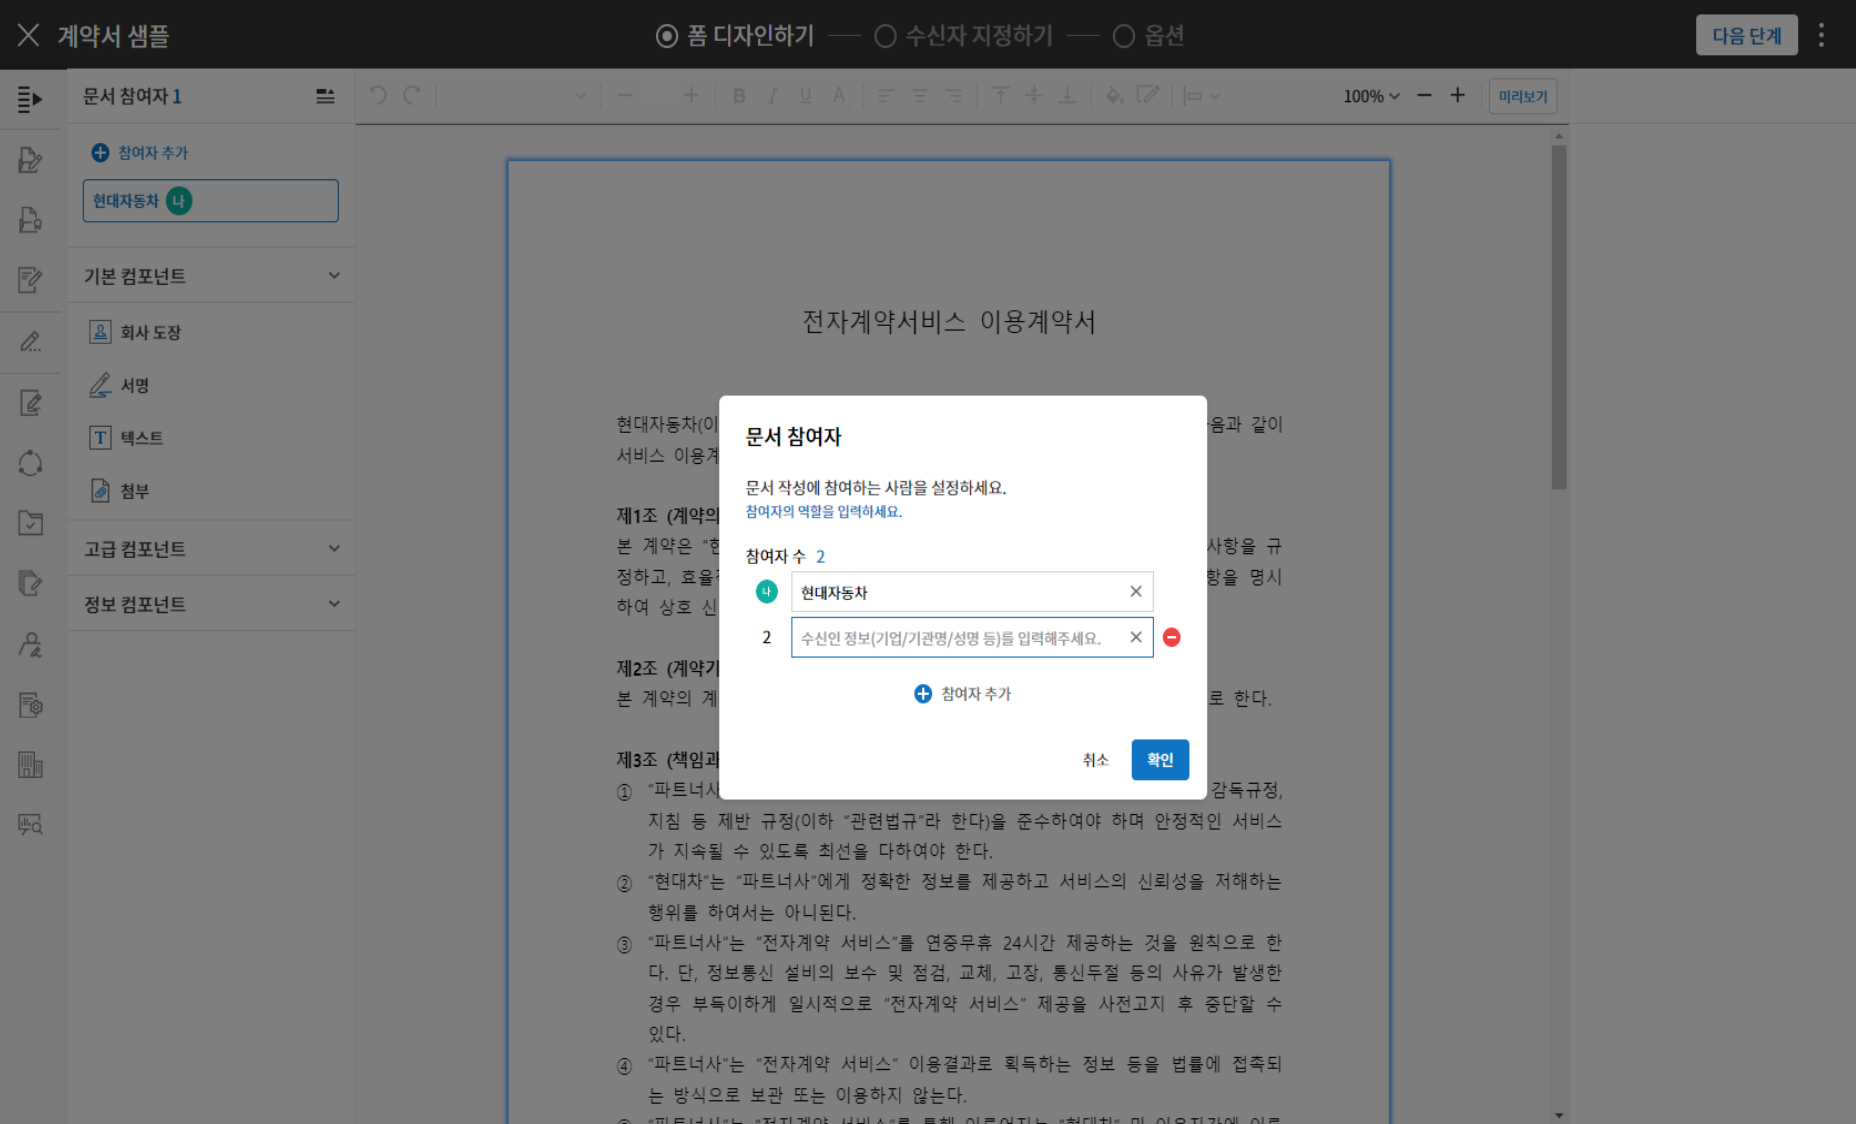 계약서 샘플
폼 디자인하기
수신자 지정하기
옵션
다음 단계
문서 참여자 1
참여자 추가
현대자동차 나
기본 컴포넌트
회사 도장
서명
텍스트
첨부
고급 컴포넌트
정보 컴포넌트
B I U A
100%
미리보기
전자계약서비스 이용계약서
현대자동차(이
음과 같이
서비스 이용계
제1조 (계약의
본 계약은 “현
사항을 규
정하고, 효율
항을 명시
하여 상호 신
제2조 (계약기
본 계약의 계
로 한다.
제3조 (책임과
① “파트너사
감독규정,
지침 등 제반 규정(이하 “관련법규”라 한다)을 준수하여야 하며 안정적인 서비스
가 지속될 수 있도록 최선을 다하여야 한다.
② “현대차”는 “파트너사”에게 정확한 정보를 제공하고 서비스의 신뢰성을 저해하는
행위를 하여서는 아니된다.
③ “파트너사”는 “전자계약 서비스”를 연중무휴 24시간 제공하는 것을 원칙으로 한
다. 단, 정보통신 설비의 보수 및 점검, 교체, 고장, 통신두절 등의 사유가 발생한
경우 부득이하게 일시적으로 “전자계약 서비스” 제공을 사전고지 후 중단할 수
있다.
④ “파트너사”는 “전자계약 서비스” 이용결과로 획득하는 정보 등을 법률에 접촉되
는 방식으로 보관 또는 이용하지 않는다.
문서 참여자
문서 작성에 참여하는 사람을 설정하세요.
참여자의 역할을 입력하세요.
참여자 수 2
나 현대자동차
2 수신인 정보(기업/기관명/성명 등)를 입력해주세요.
참여자 추가
취소
확인